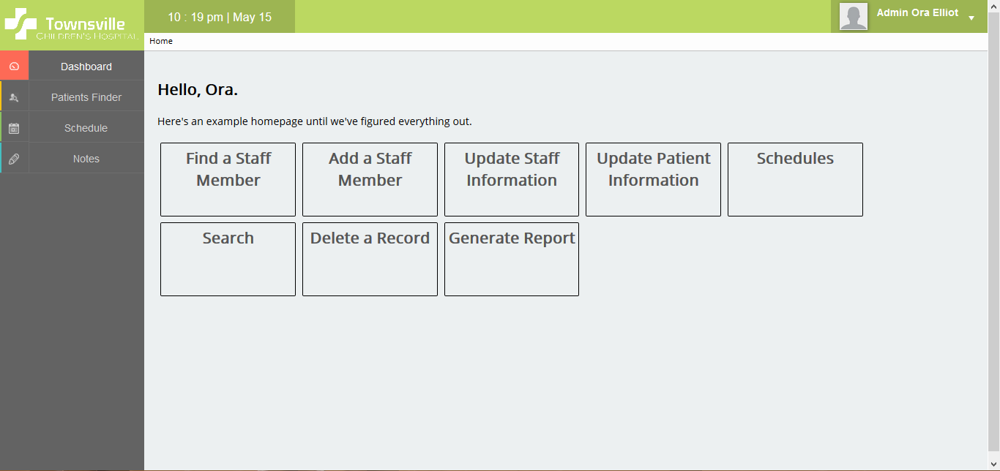 Townsville
CHILDREN'S HOSPITAL
10 : 19 pm | May 15
Admin Ora Elliot
Home
Dashboard
Patients Finder
Schedule
Notes
Hello, Ora.
Here's an example homepage until we've figured everything out.
Find a Staff
Member
Add a Staff
Member
Update Staff
Information
Update Patient
Information
Schedules
Search
Delete a Record
Generate Report